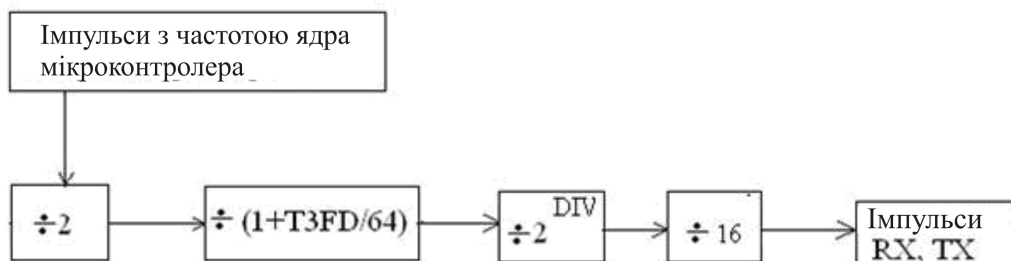 Імпульси з частотою ядра
мікроконтролера
÷2
÷ (1+T3FD/64)
÷2 DIV
÷ 16
Імпульси
RX, TX